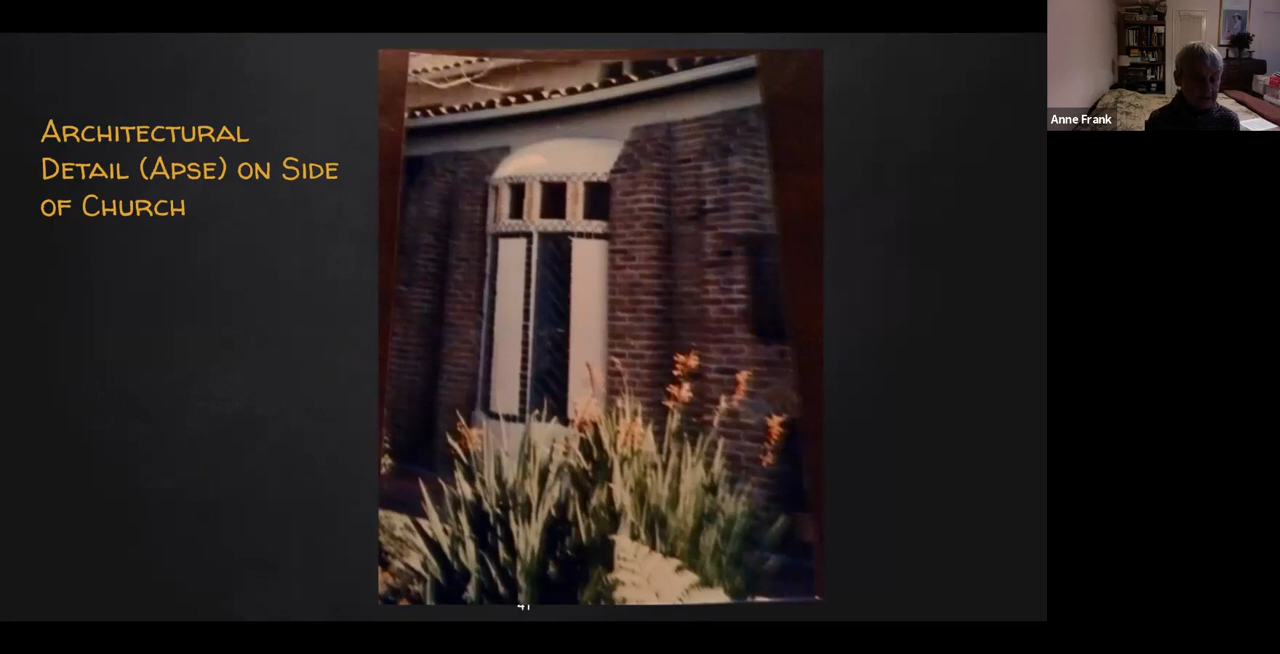 Architectural
Detail (Apse) on Side
of Church
Anne Frank